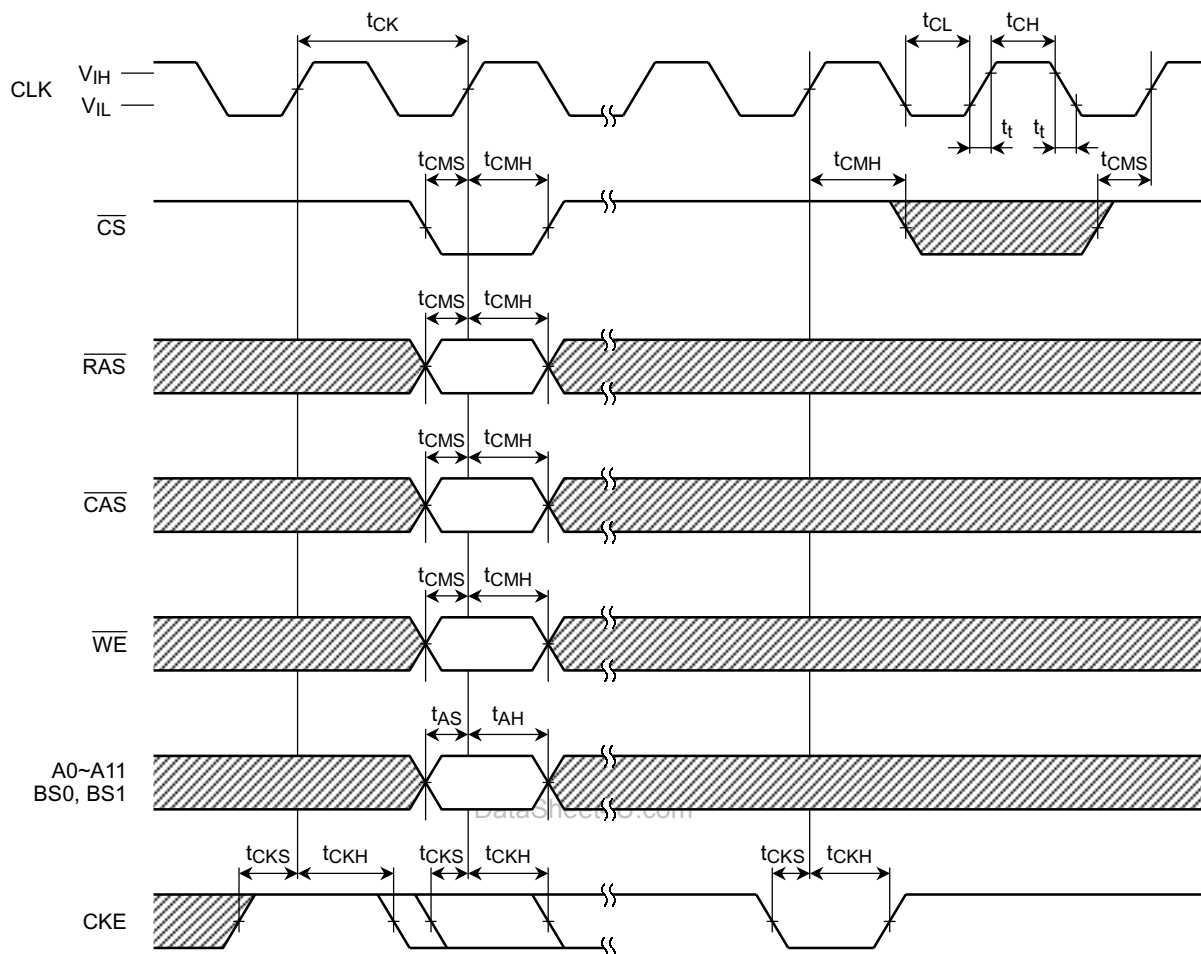 tCK
tCL
tCH
VIH
CLK
VIL
tt
tt
tCMS
tCMH
tCMH
tCMS
CS
tCMS
tCMH
RAS
tCMS
tCMH
CAS
tCMS
tCMH
WE
tAS
tAH
A0~A11
BS0, BS1
tCKS
tCKH
tCKS
tCKH
tCKS
tCKH
CKE